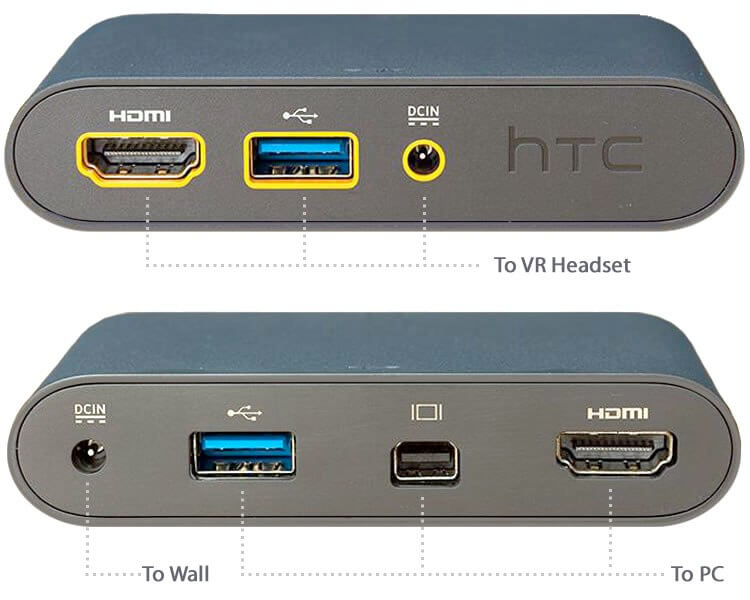 HDMI
DCIN
hTC
To VR Headset
DCIN
HDMI
To Wall
To PC